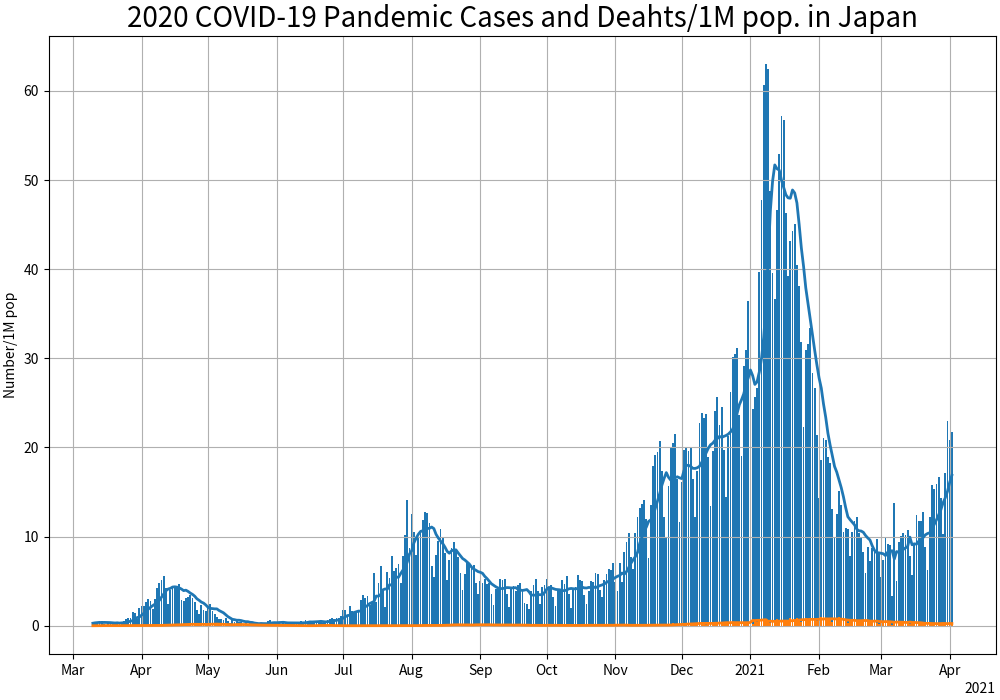 2020 COVID-19 Pandemic Cases and Deahts/1M pop. in Japan
Number/1M pop
60
50
40
30
20
10
0
Mar Apr May Jun Jul Aug Sep Oct Nov Dec 2021 Feb Mar Apr
2021